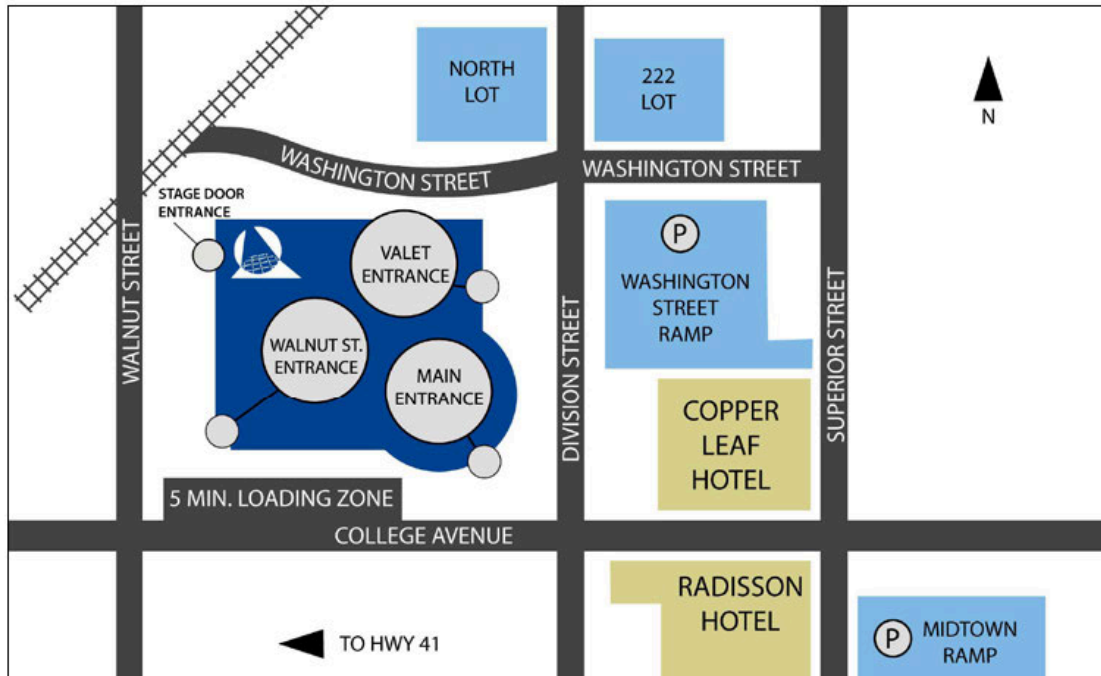 NORTH
LOT
222
LOT
N
WASHINGTON STREET
WASHINGTON STREET
STAGE DOOR
ENTRANCE
WALNUT STREET
VALET
ENTRANCE
WALNUT ST.
ENTRANCE
MAIN
ENTRANCE
DIVISION STREET
P
WASHINGTON
STREET
RAMP
SUPERIOR STREET
COPPER
LEAF
HOTEL
5 MIN. LOADING ZONE
COLLEGE AVENUE
RADISSON
HOTEL
TO HWY 41
P
MIDTOWN
RAMP